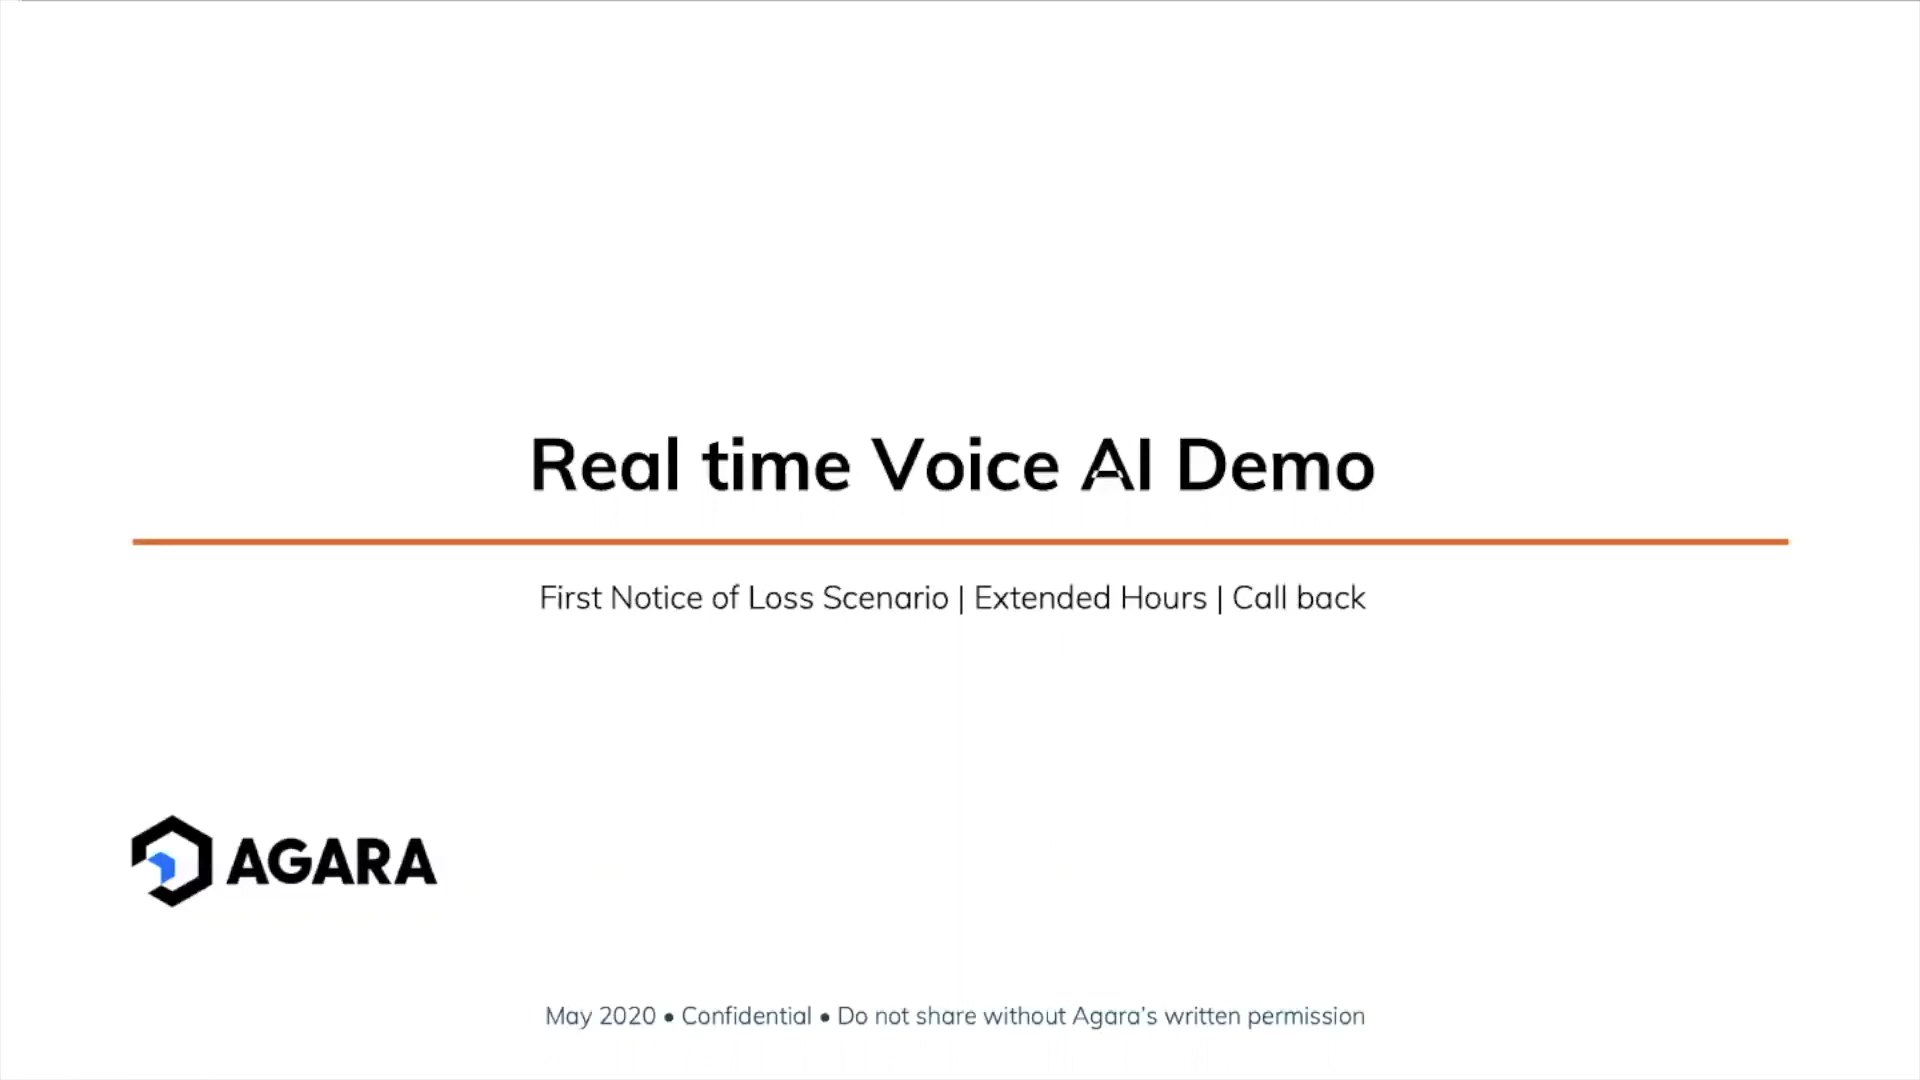 Real time Voice AI Demo
First Notice of Loss Scenario | Extended Hours | Call back
AGARA
May 2020 • Confidential • Do not share without Agara's written permission